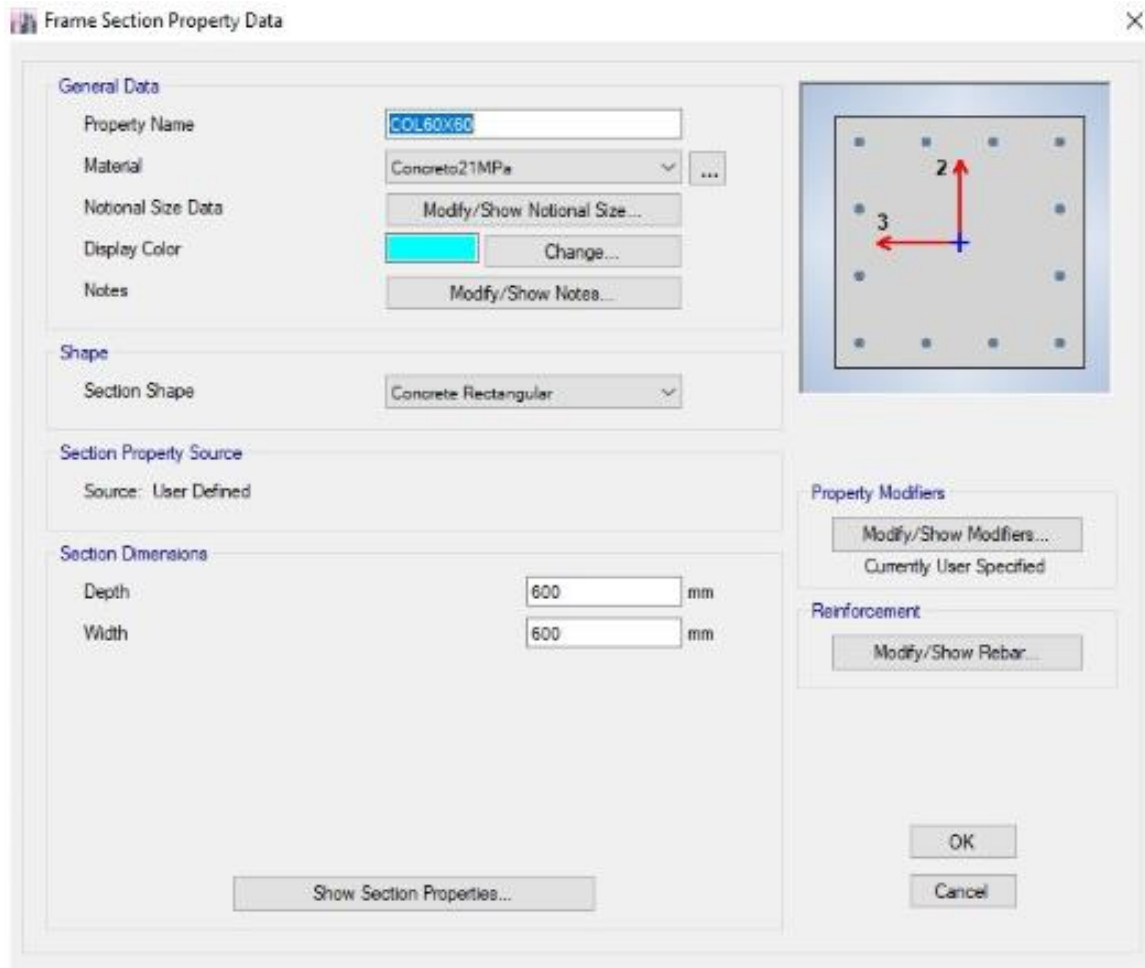 Frame Section Property Data
General Data
Property Name COL60X60
Material Concreto21MPa ...
Notional Size Data Modify/Show Notional Size...
Display Color Change...
Notes Modify/Show Notes...
2
3
Shape
Section Shape Concrete Rectangular
Section Property Source
Source: User Defined
Property Modifiers
Modify/Show Modifiers...
Currently User Specified
Section Dimensions
Depth 600 mm
Width 600 mm
Reinforcement
Modify/Show Rebar...
Show Section Properties...
OK
Cancel